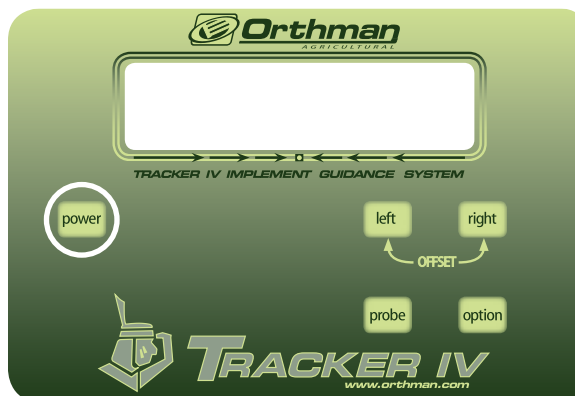 Orthman
AGRICULTURAL
TRACKER IV IMPLEMENT GUIDANCE SYSTEM
power
left
right
OFFSET
probe
option
TRACKER IV
www.orthman.com